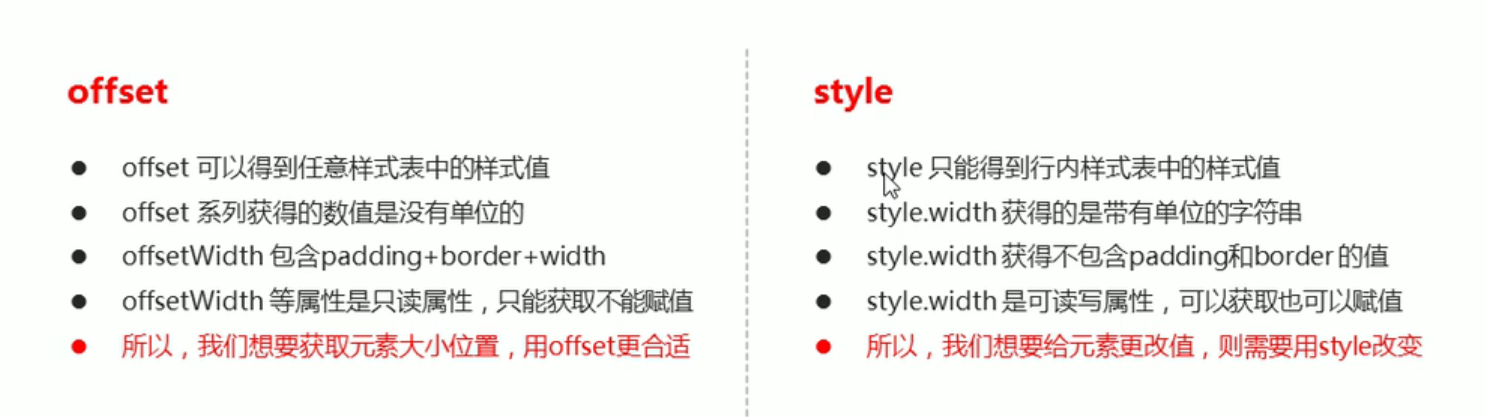 offset
offset 可以得到任意样式表中的样式值
offset 系列获得的数值是没有单位的
offsetWidth 包含padding+border+width
offsetWidth 等属性是只读属性，只能获取不能赋值
所以，我们想要获取元素大小位置，用offset更合适
style
style 只能得到行内样式表中的样式值
style.width 获得的是带有单位的字符串
style.width 获得不包含padding和border 的值
style.width 是可读写属性，可以获取也可以赋值
所以，我们想要给元素更改值，则需要用style改变